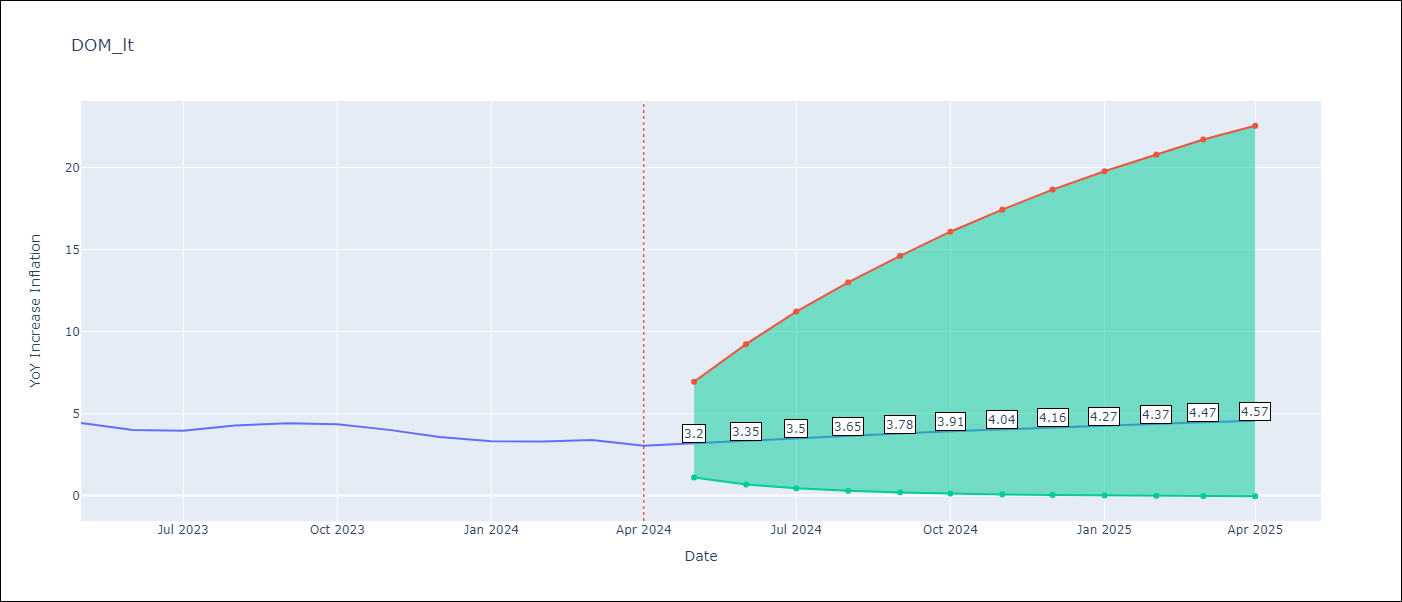 DOM_lt
YoY Increase Inflation
20
15
10
5
0
3.2
3.35
3.5
3.65
3.78
3.91
4.04
4.16
4.27
4.37
4.47
4.57
Jul 2023
Oct 2023
Jan 2024
Apr 2024
Jul 2024
Oct 2024
Jan 2025
Apr 2025
Date